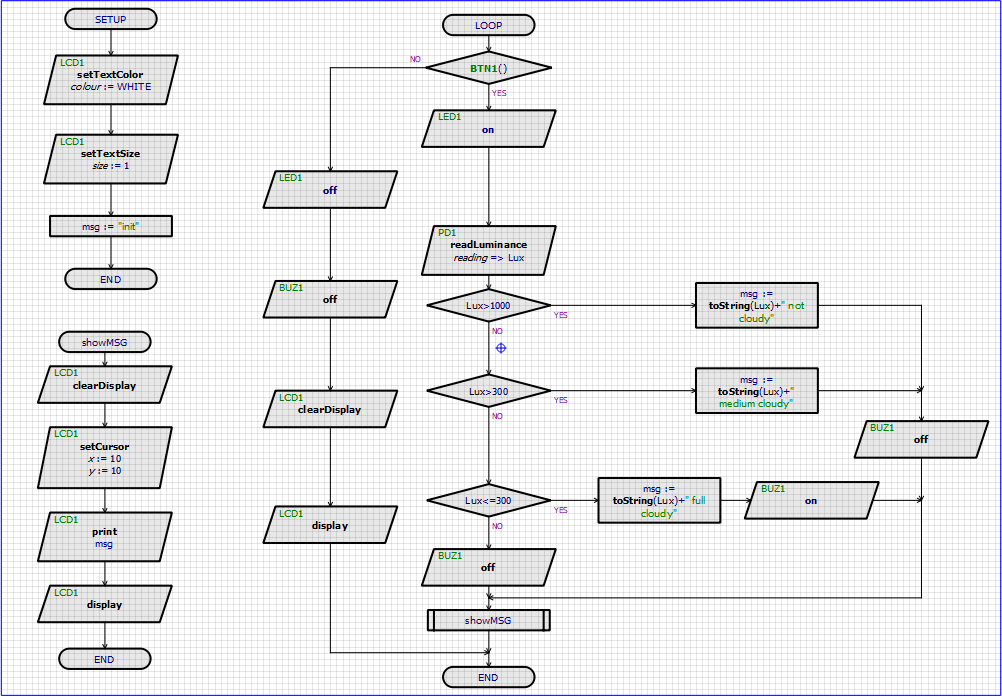 SETUP
LCD1
setTextColor
colour := WHITE
LCD1
setTextSize
size := 1
msg := "init"
END
showMSG
LCD1
clearDisplay
LCD1
setCursor
x := 10
y := 10
LCD1
print
msg
LCD1
display
END
LOOP
BTN1()
NO
YES
LED1
off
BUZ1
off
LCD1
clearDisplay
LCD1
display
LED1
on
PD1
readLuminance
reading => Lux
Lux>1000
YES
NO
msg :=
toString(Lux)+" not
cloudy"
Lux>300
YES
NO
msg :=
toString(Lux)+"
medium cloudy"
BUZ1
off
Lux<=300
YES
NO
msg :=
toString(Lux)+" full
cloudy"
BUZ1
on
BUZ1
off
showMSG
END